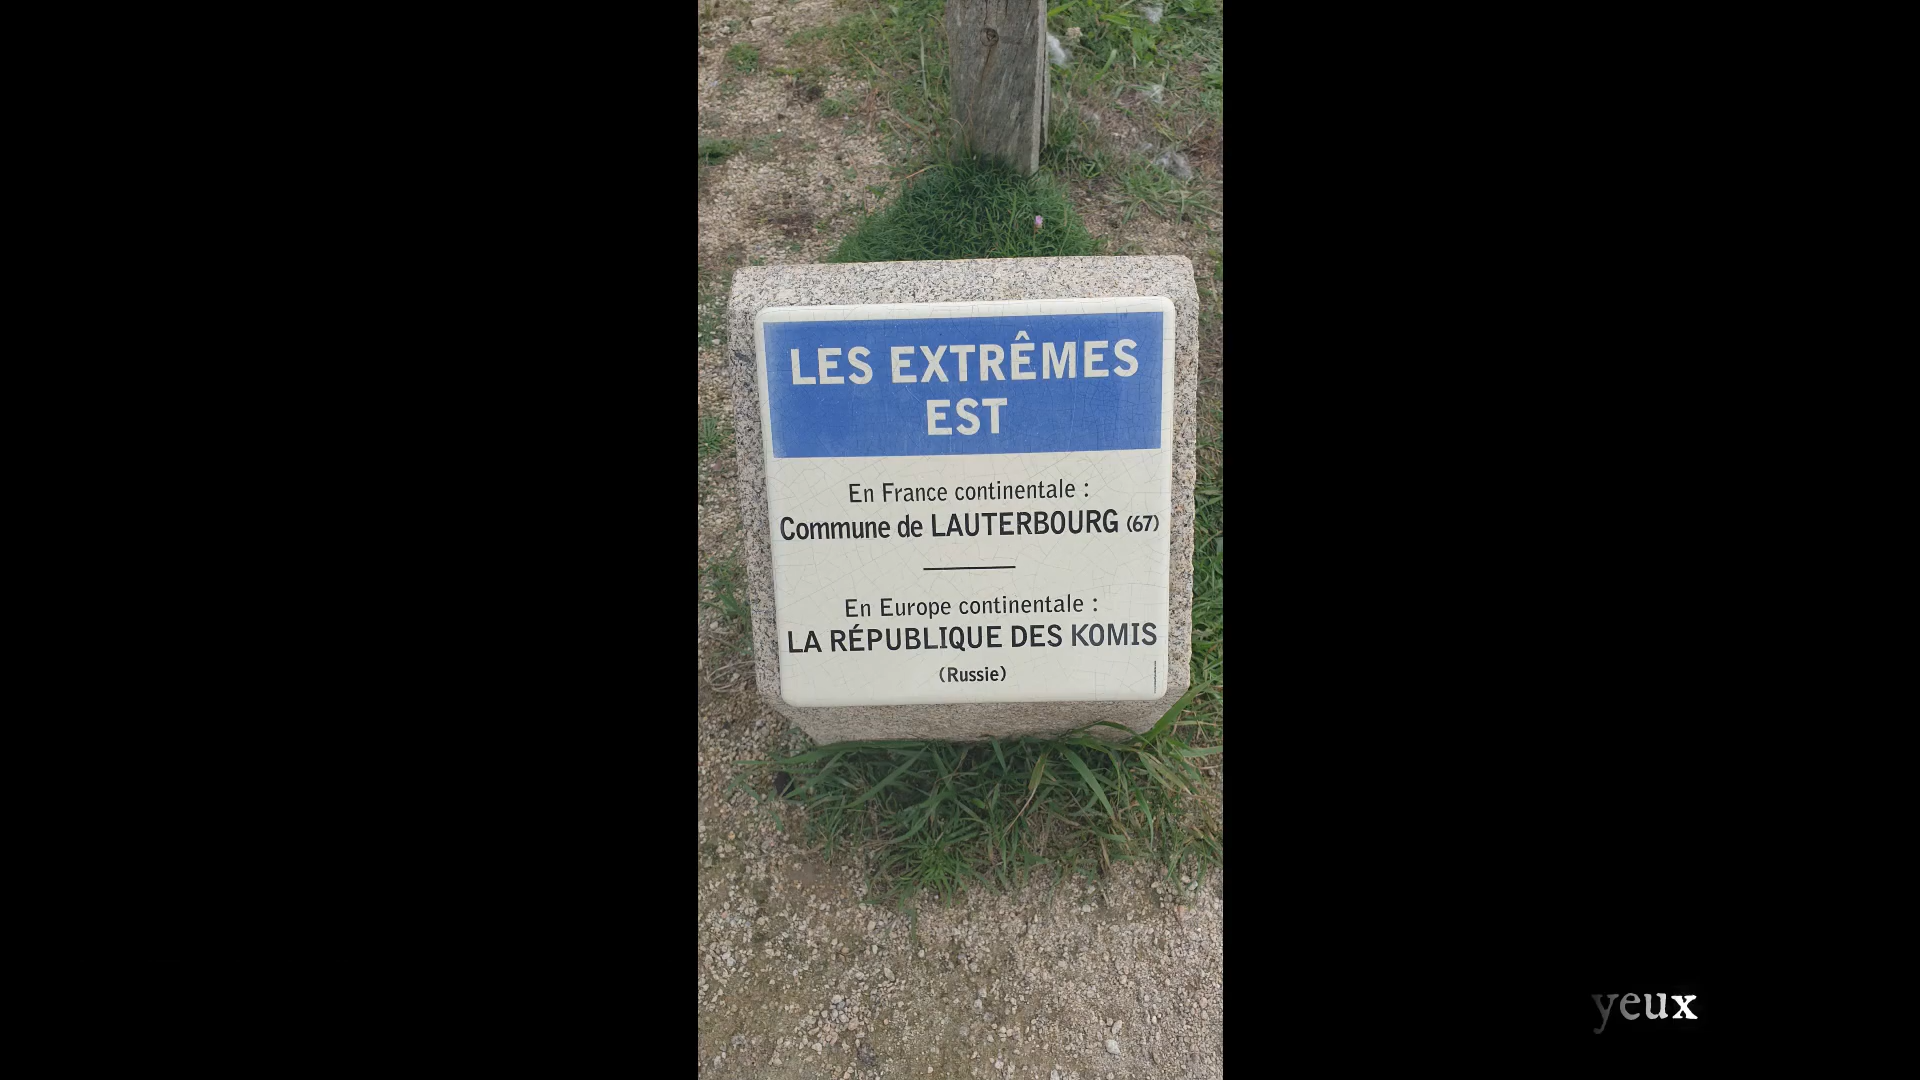 LES EXTRÊMES
EST
En France continentale :
Commune de LAUTERBOURG (67)
En Europe continentale :
LA RÉPUBLIQUE DES KOMIS
(Russie)
yeux